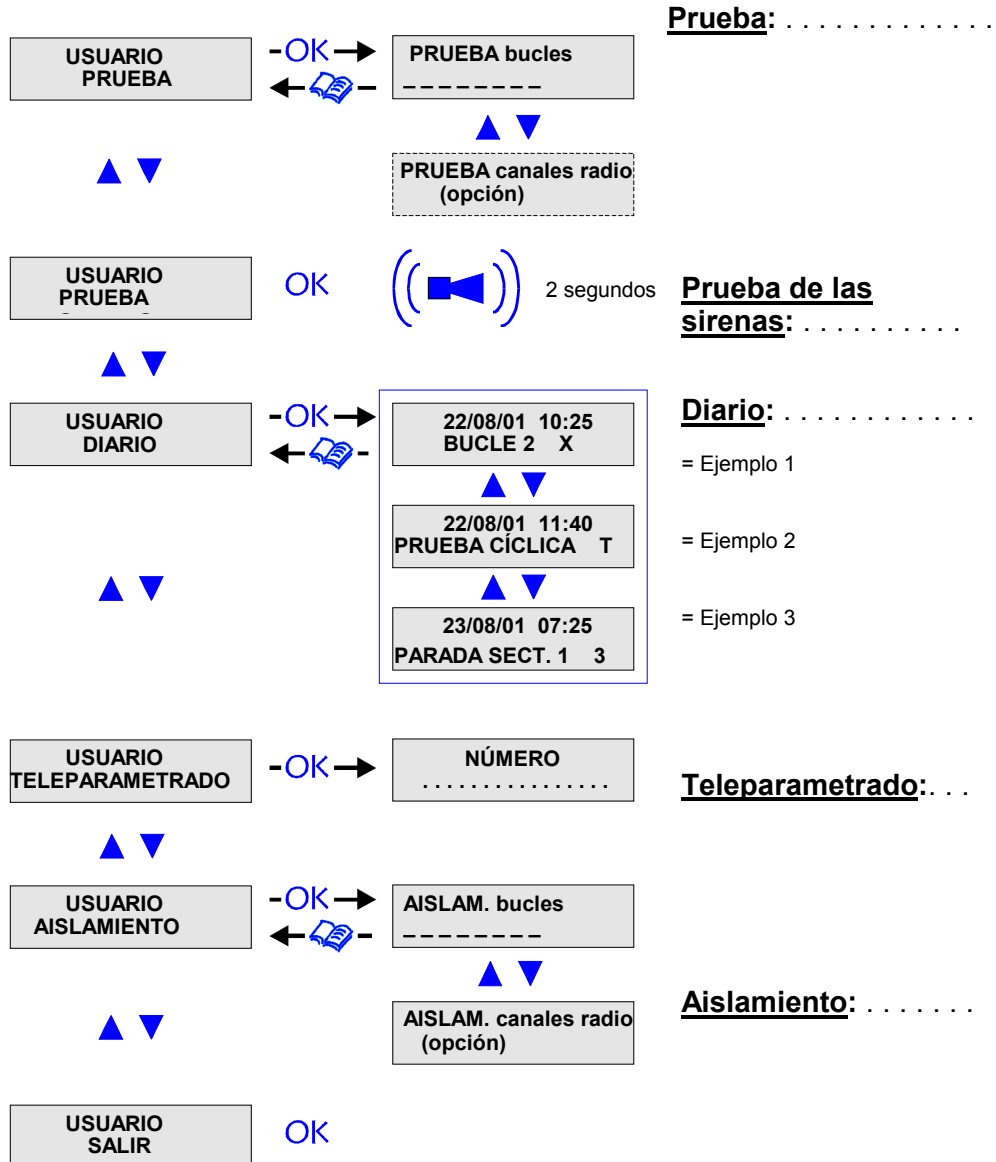 Prueba: . . . . . . . . . . . . .
USUARIO
PRUEBA
-OK
PRUEBA bucles
_ _ _ _ _ _ _ _
PRUEBA canales radio
(opción)
USUARIO
PRUEBA
OK
2 segundos
Prueba de las
sirenas: . . . . . . . . . .
USUARIO
DIARIO
-OK
22/08/01 10:25
BUCLE 2 X
22/08/01 11:40
PRUEBA CÍCLICA T
23/08/01 07:25
PARADA SECT. 1 3
Diario: . . . . . . . . . . . .
= Ejemplo 1
= Ejemplo 2
= Ejemplo 3
USUARIO
TELEPARAMETRADO
-OK
NÚMERO
. . . . . . . . . . . . . . . .
Teleparametrado:. . .
USUARIO
AISLAMIENTO
-OK
AISLAM. bucles
_ _ _ _ _ _ _ _
AISLAM. canales radio
(opción)
Aislamiento: . . . . . . .
USUARIO
SALIR
OK